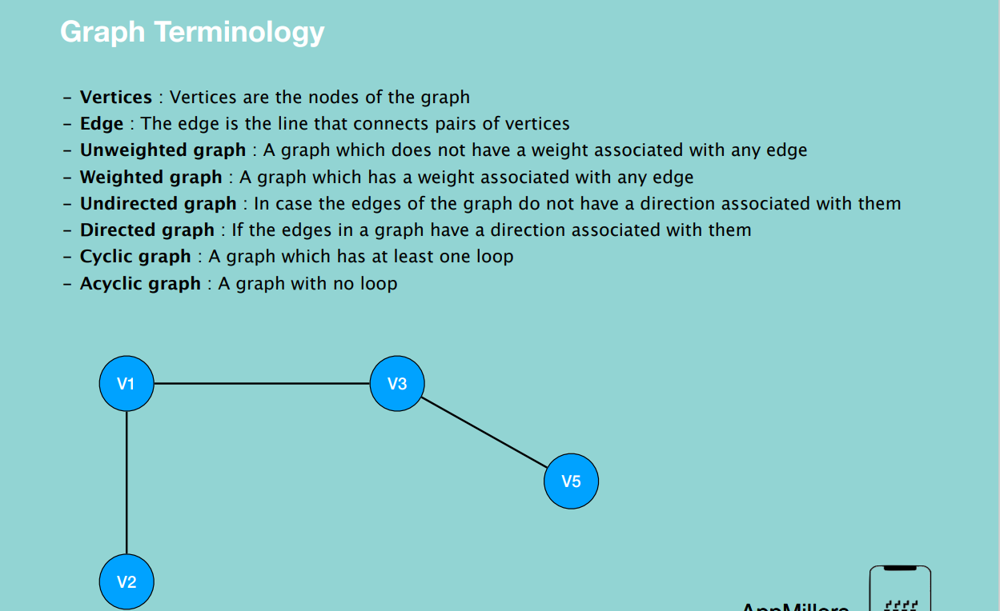 Graph Terminology
– Vertices : Vertices are the nodes of the graph
– Edge : The edge is the line that connects pairs of vertices
– Unweighted graph : A graph which does not have a weight associated with any edge
– Weighted graph : A graph which has a weight associated with any edge
– Undirected graph : In case the edges of the graph do not have a direction associated with them
– Directed graph : If the edges in a graph have a direction associated with them
– Cyclic graph : A graph which has at least one loop
– Acyclic graph : A graph with no loop
V1
V3
V5
V2
AppMillers